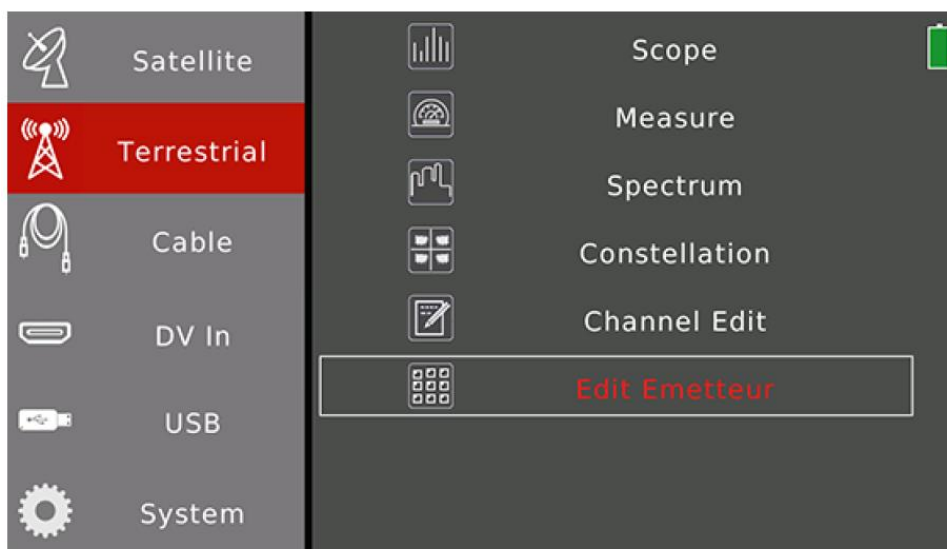 Satellite
Terrestrial
Cable
DV In
USB
System
Scope
Measure
Spectrum
Constellation
Channel Edit
Edit Emetteur